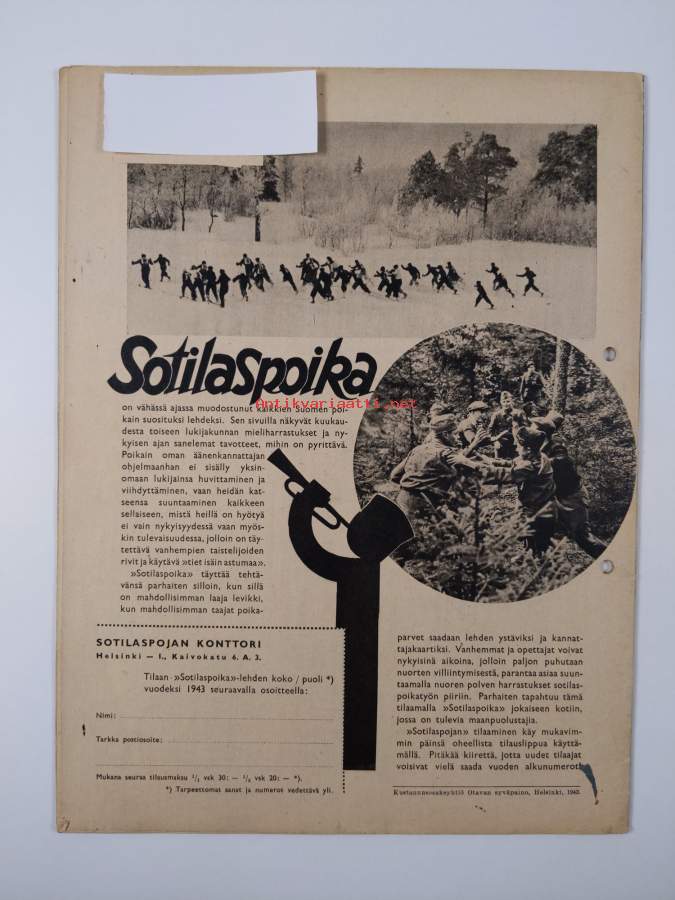 Sotilaspoika
Antikvariaatti.net
on vähässä ajassa muodostunut kaikkien Suomen poi-
kain suosituksi lehdeksi. Sen sivuilla näkyvät kuukau-
desta toiseen lukijakunnan mieliharrastukset ja ny-
kyisen ajan sanelemat tavotteet, mihin on pyrittävä.
Poikain oman äänenkannattajan
ohjelmaanhan ei sisälly yksin-
omaan lukijainsa huvittaminen ja
viihdyttäminen, vaan heidän kat-
seensa suuntaaminen kaikkeen
sellaiseen, mistä heillä on hyötyä
ei vain nykyisyydessä vaan myös-
kin tulevaisuudessa, jolloin on täy-
tettävä vanhempien taistelijoiden
rivit ja käytävä »tiet isäin astumaa».
»Sotilaspoika» täyttää tehtä-
vänsä parhaiten silloin, kun sillä
on mahdollisimman laaja levikki,
kun mahdollisimman taajat poika-
parvet saadaan lehden ystäviksi ja kannat-
tajakaartiksi. Vanhemmat ja opettajat voivat
nykyisinä aikoina, jolloin paljon puhutaan
nuorten villiintymisestä, parantaa asiaa suun-
taamalla nuoren polven harrastukset sotilas-
poikatyön piiriin. Parhaiten tapahtuu tämä
tilaamalla »Sotilaspoika» jokaiseen kotiin,
jossa on tulevia maanpuolustajia.
»Sotilaspojan» tilaaminen käy mukavim-
min päinsä oheellista tilauslippua käyttä-
mällä. Pitäkää kiirettä, jotta uudet tilaajat
voisivat vielä saada vuoden alkunumerot!
SOTILASPOJAN KONTTORI
Helsinki — I., Kaivokatu 6. A. 3.
Tilaan »Sotilaspoika»-lehden koko / puoli *)
vuodeksi 1943 seuraavalla osoitteella:
Nimi:
Tarkka postiosoite:
Mukana seuraa tilausmaksu 1/1 vsk 30: — 1/2 vsk 20: — *).
*) Tarpeettomat sanat ja numerot vedettävä yli.
Kustannusosakeyhtiö Otavan syväpaino, Helsinki, 1943.